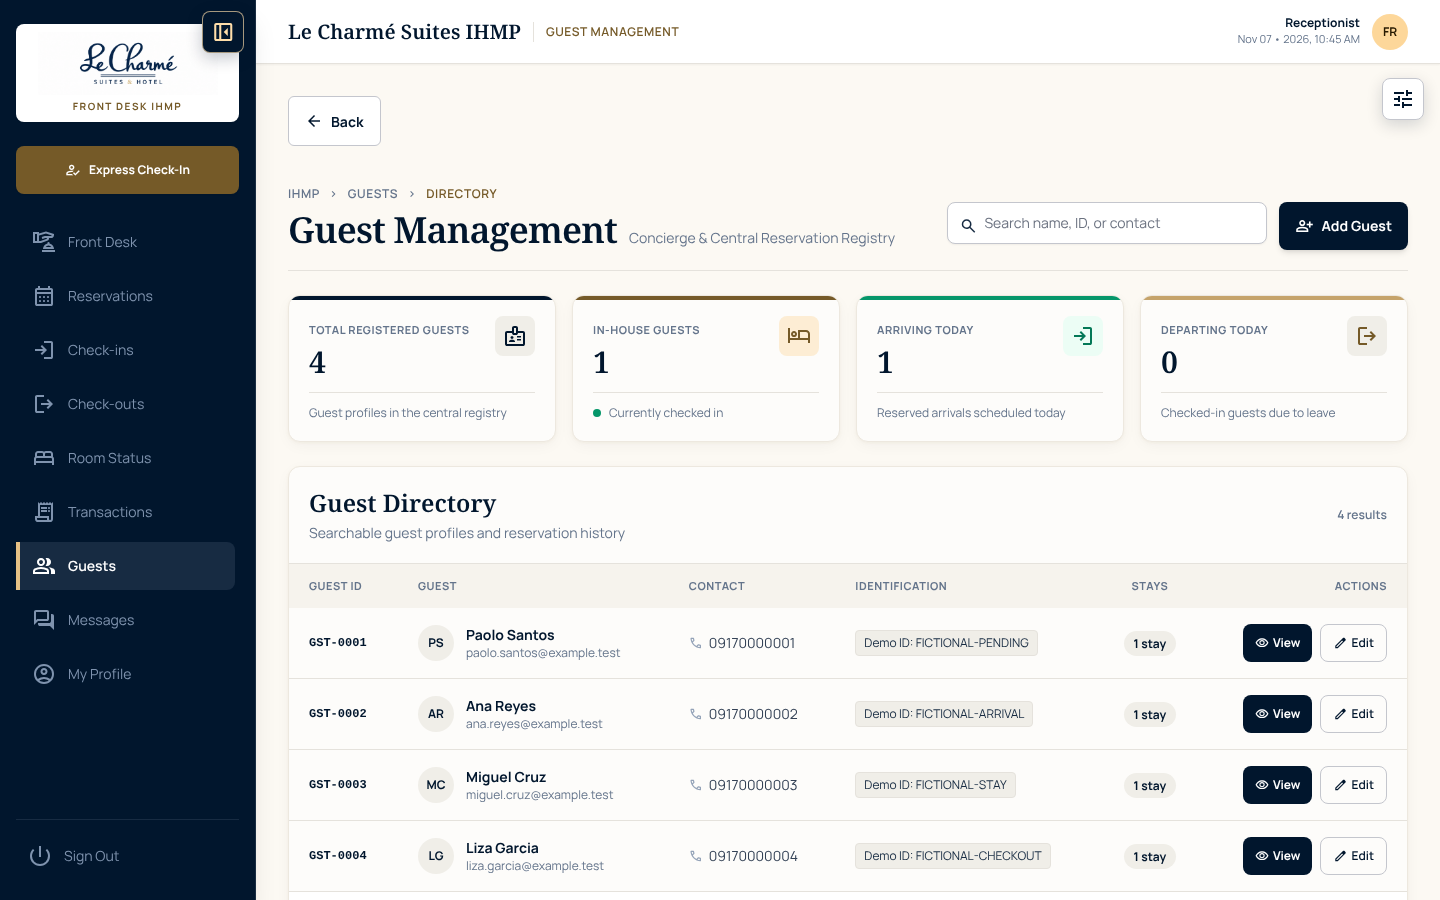 Le Charmé
SUITES & HOTEL
FRONT DESK IHMP
Express Check-In
Front Desk
Reservations
Check-ins
Check-outs
Room Status
Transactions
Guests
Messages
My Profile
Sign Out
Le Charmé Suites IHMP
GUEST MANAGEMENT
Receptionist
Nov 07 • 2026, 10:45 AM
FR
Back
IHMP > GUESTS > DIRECTORY
Guest Management Concierge & Central Reservation Registry
Search name, ID, or contact
Add Guest
TOTAL REGISTERED GUESTS
4
Guest profiles in the central registry
IN-HOUSE GUESTS
1
Currently checked in
ARRIVING TODAY
1
Reserved arrivals scheduled today
DEPARTING TODAY
0
Checked-in guests due to leave
Guest Directory
Searchable guest profiles and reservation history
4 results
GUEST ID GUEST CONTACT IDENTIFICATION STAYS ACTIONS
GST-0001 PS Paolo Santos 09170000001 Demo ID: FICTIONAL-PENDING 1 stay View Edit
paolo.santos@example.test
GST-0002 AR Ana Reyes 09170000002 Demo ID: FICTIONAL-ARRIVAL 1 stay View Edit
ana.reyes@example.test
GST-0003 MC Miguel Cruz 09170000003 Demo ID: FICTIONAL-STAY 1 stay View Edit
miguel.cruz@example.test
GST-0004 LG Liza Garcia 09170000004 Demo ID: FICTIONAL-CHECKOUT 1 stay View Edit
liza.garcia@example.test